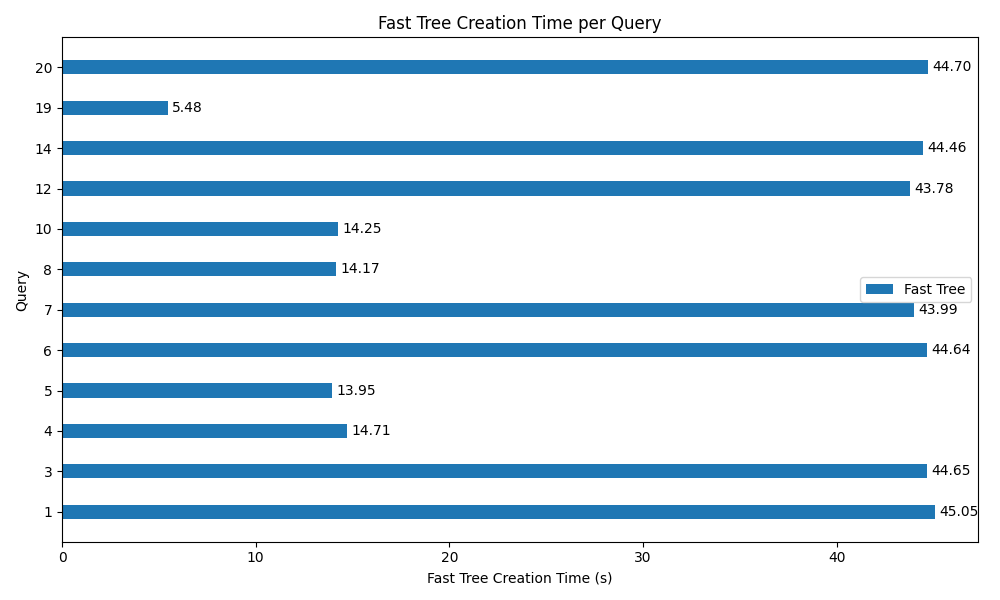 Fast Tree Creation Time per Query
Query
20 44.70
19 5.48
14 44.46
12 43.78
10 14.25
8 14.17
Fast Tree
7 43.99
6 44.64
5 13.95
4 14.71
3 44.65
1 45.05
0 10 20 30 40
Fast Tree Creation Time (s)